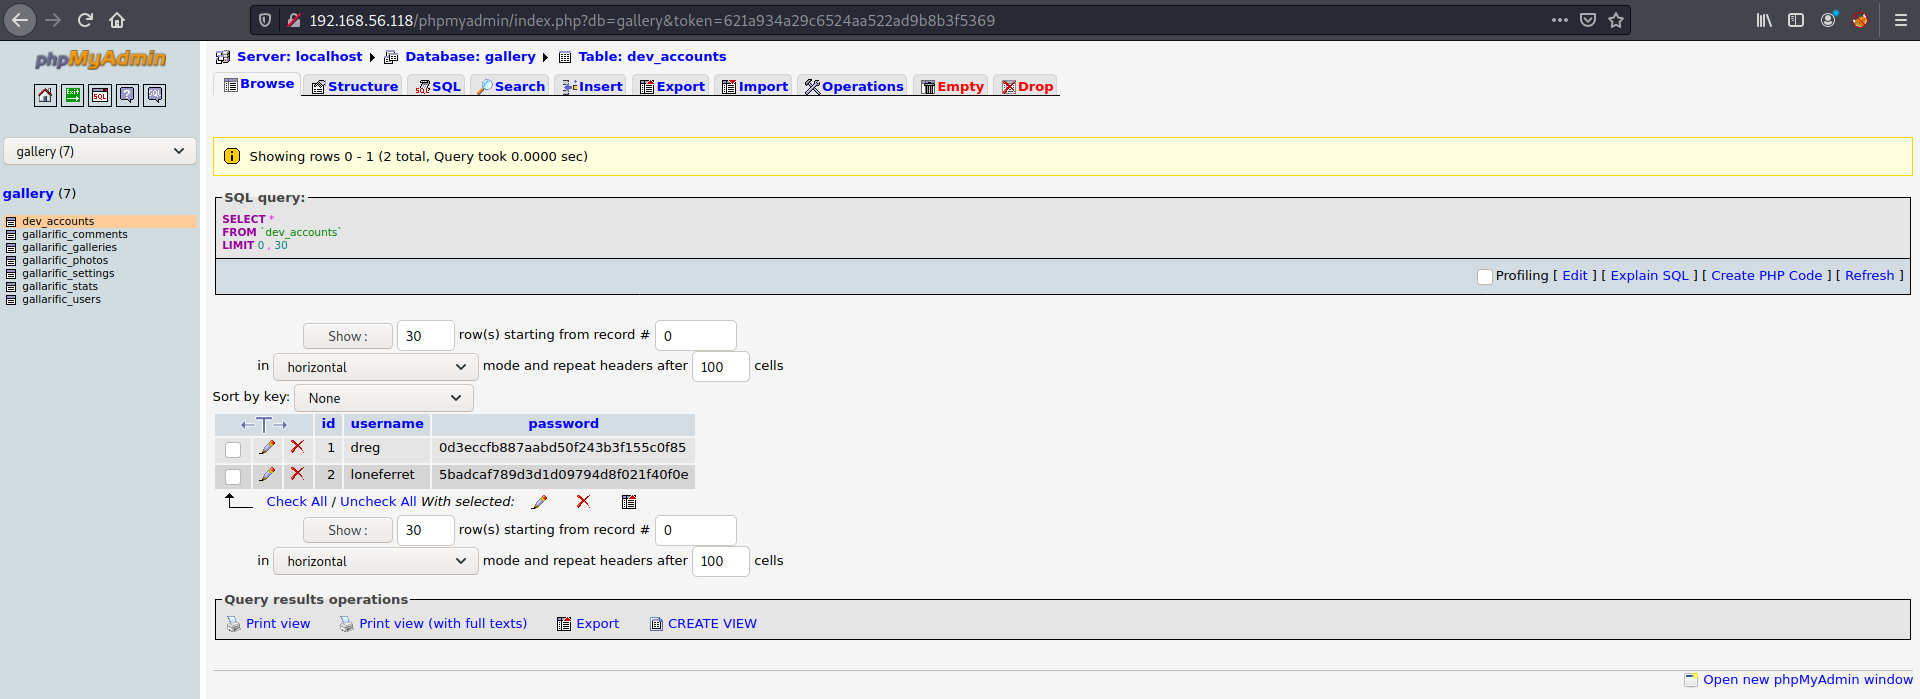 192.168.56.118/phpmyadmin/index.php?db=gallery&token=621a934a29c6524aa522ad9b8b3f5369
phpMyAdmin
Database
gallery (7)
gallery (7)
dev_accounts
gallarific_comments
gallarific_galleries
gallarific_photos
gallarific_settings
gallarific_stats
gallarific_users
Server: localhost Database: gallery Table: dev_accounts
Browse Structure SQL Search Insert Export Import Operations Empty Drop
Showing rows 0 - 1 (2 total, Query took 0.0000 sec)
SQL query:
SELECT *
FROM `dev_accounts`
LIMIT 0 , 30
Profiling [ Edit ] [ Explain SQL ] [ Create PHP Code ] [ Refresh ]
Show : 30 row(s) starting from record # 0
in horizontal mode and repeat headers after 100 cells
Sort by key: None
←T→ id username password
1 dreg 0d3eccfb887aabd50f243b3f155c0f85
2 loneferret 5badcaf789d3d1d09794d8f021f40f0e
Check All / Uncheck All With selected:
Show : 30 row(s) starting from record # 0
in horizontal mode and repeat headers after 100 cells
Query results operations
Print view Print view (with full texts) Export CREATE VIEW
Open new phpMyAdmin window